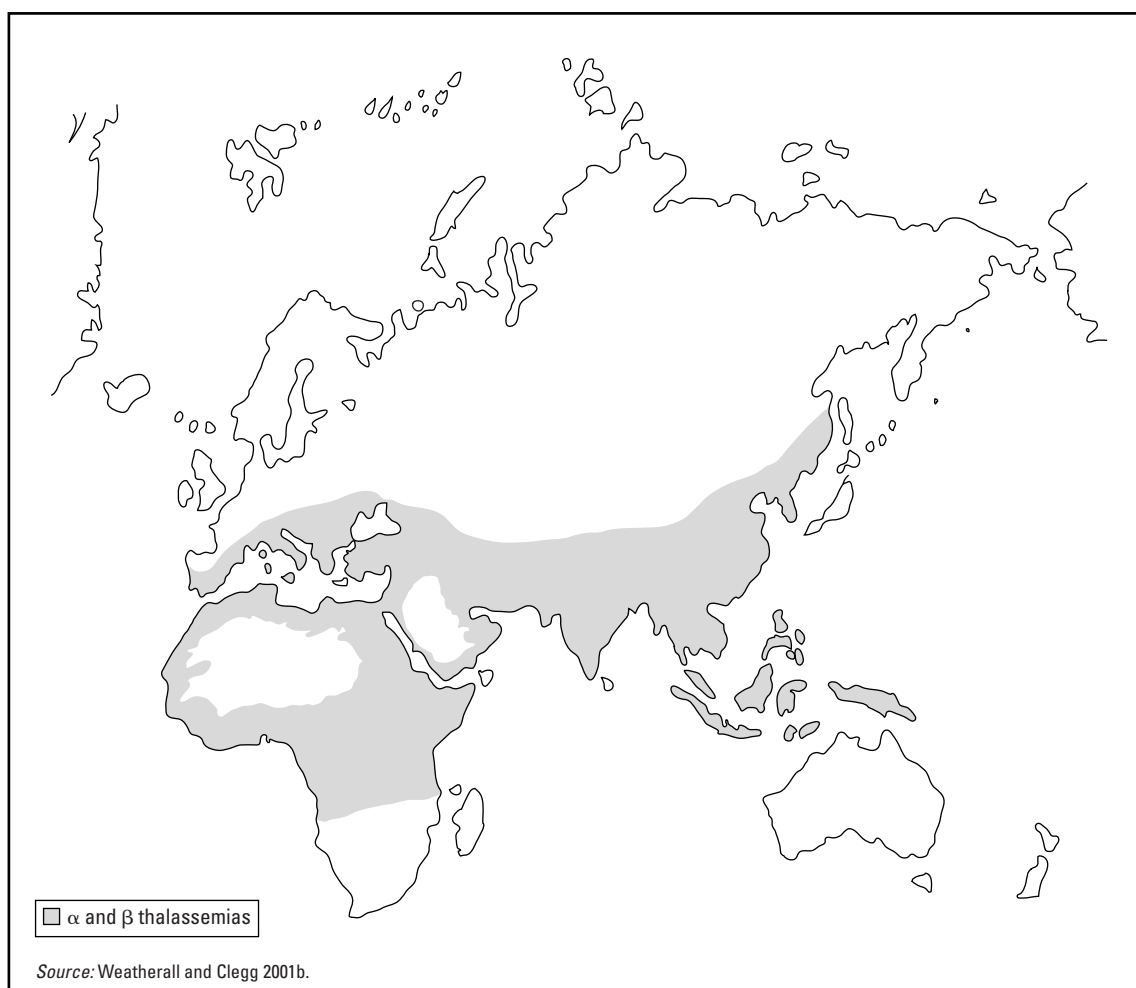 α and β thalassemias
Source: Weatherall and Clegg 2001b.